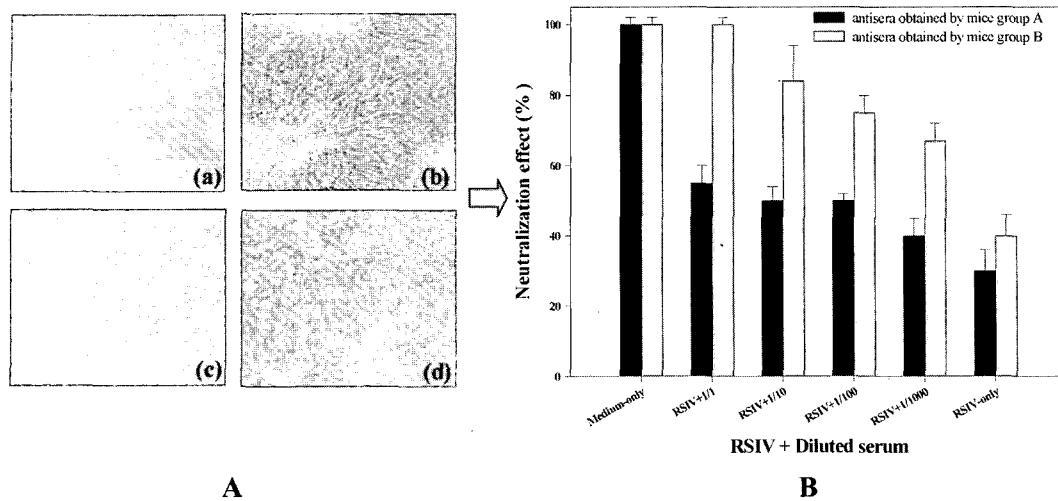 (a)
(b)
(c)
(d)
A
Neutralization effect (%)
100
80
60
40
20
0
antisera obtained by mice group A
antisera obtained by mice group B
Medium-only
RSIV+1/1
RSIV+1/10
RSIV+1/100
RSIV+1/1000
RSIV-only
RSIV + Diluted serum
B